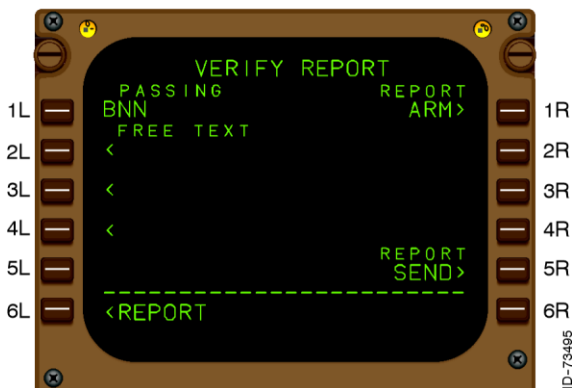 VERIFY REPORT
PASSING REPORT
1L BNN ARM> 1R
FREE TEXT
2L < 2R
3L < 3R
4L < 4R
REPORT
5L SEND> 5R
--------------------------
6L <REPORT 6R
ID-73495